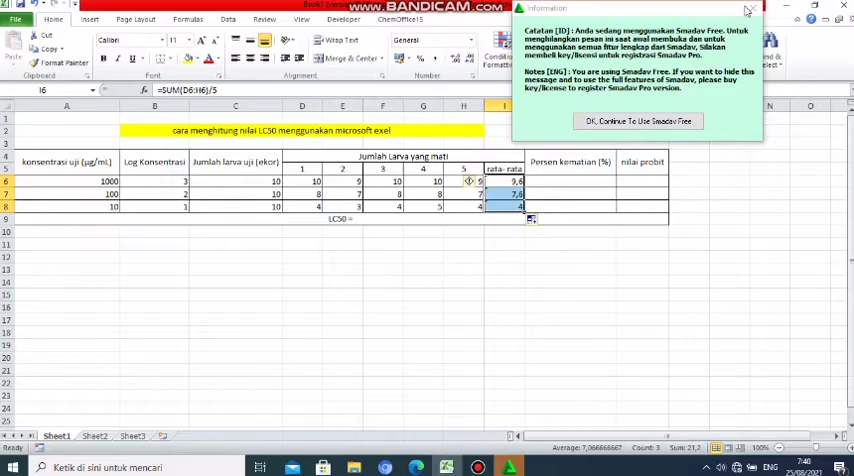 Book1
www.BANDICAM.com
Information
File
Home
Insert
Page Layout
Formulas
Data
Review
View
ChemOffice15
Catatan [ID] : Anda sedang menggunakan Smadav Free. Untuk
menghilangkan pesan ini saat awal membuka dan untuk
menggunakan semua fitur lengkap dari Smadav, Silakan
membeli key/lisensi untuk registrasi Smadav Pro.
Notes [ENG] : You are using Smadav Free. If you want to hide this
message and to use the full features of Smadav, please buy
key/license to register Smadav Pro version.
OK, Continue To Use Smadav Free
Cut
Copy
Format Painter
Paste
Calibri
11
General
Clipboard
Font
Alignment
Number
I6
=SUM(D6:H6)/5
A B C D E F G H I
1
2 cara menghitung nilai LC50 menggunakan microsoft exel
3
4 konsentrasi uji (µg/mL) Log Konsentrasi Jumlah larva uji (ekor) Jumlah Larva yang mati Persen kematian (%) nilai probit
5 1 2 3 4 5 rata- rata
6 1000 3 10 10 9 10 10 9 9,6
7 100 2 10 8 7 8 8 7 7,6
8 10 1 10 4 3 4 5 4 4
9 LC50 =
10
11
12
13
14
15
16
17
18
19
20
21
22
23
24
25
Sheet1 Sheet2 Sheet3
Ready
Average: 7,066666667 Count: 3 Sum: 21,2 100%
Ketik di sini untuk mencari
ENG
7:40
25/08/2021